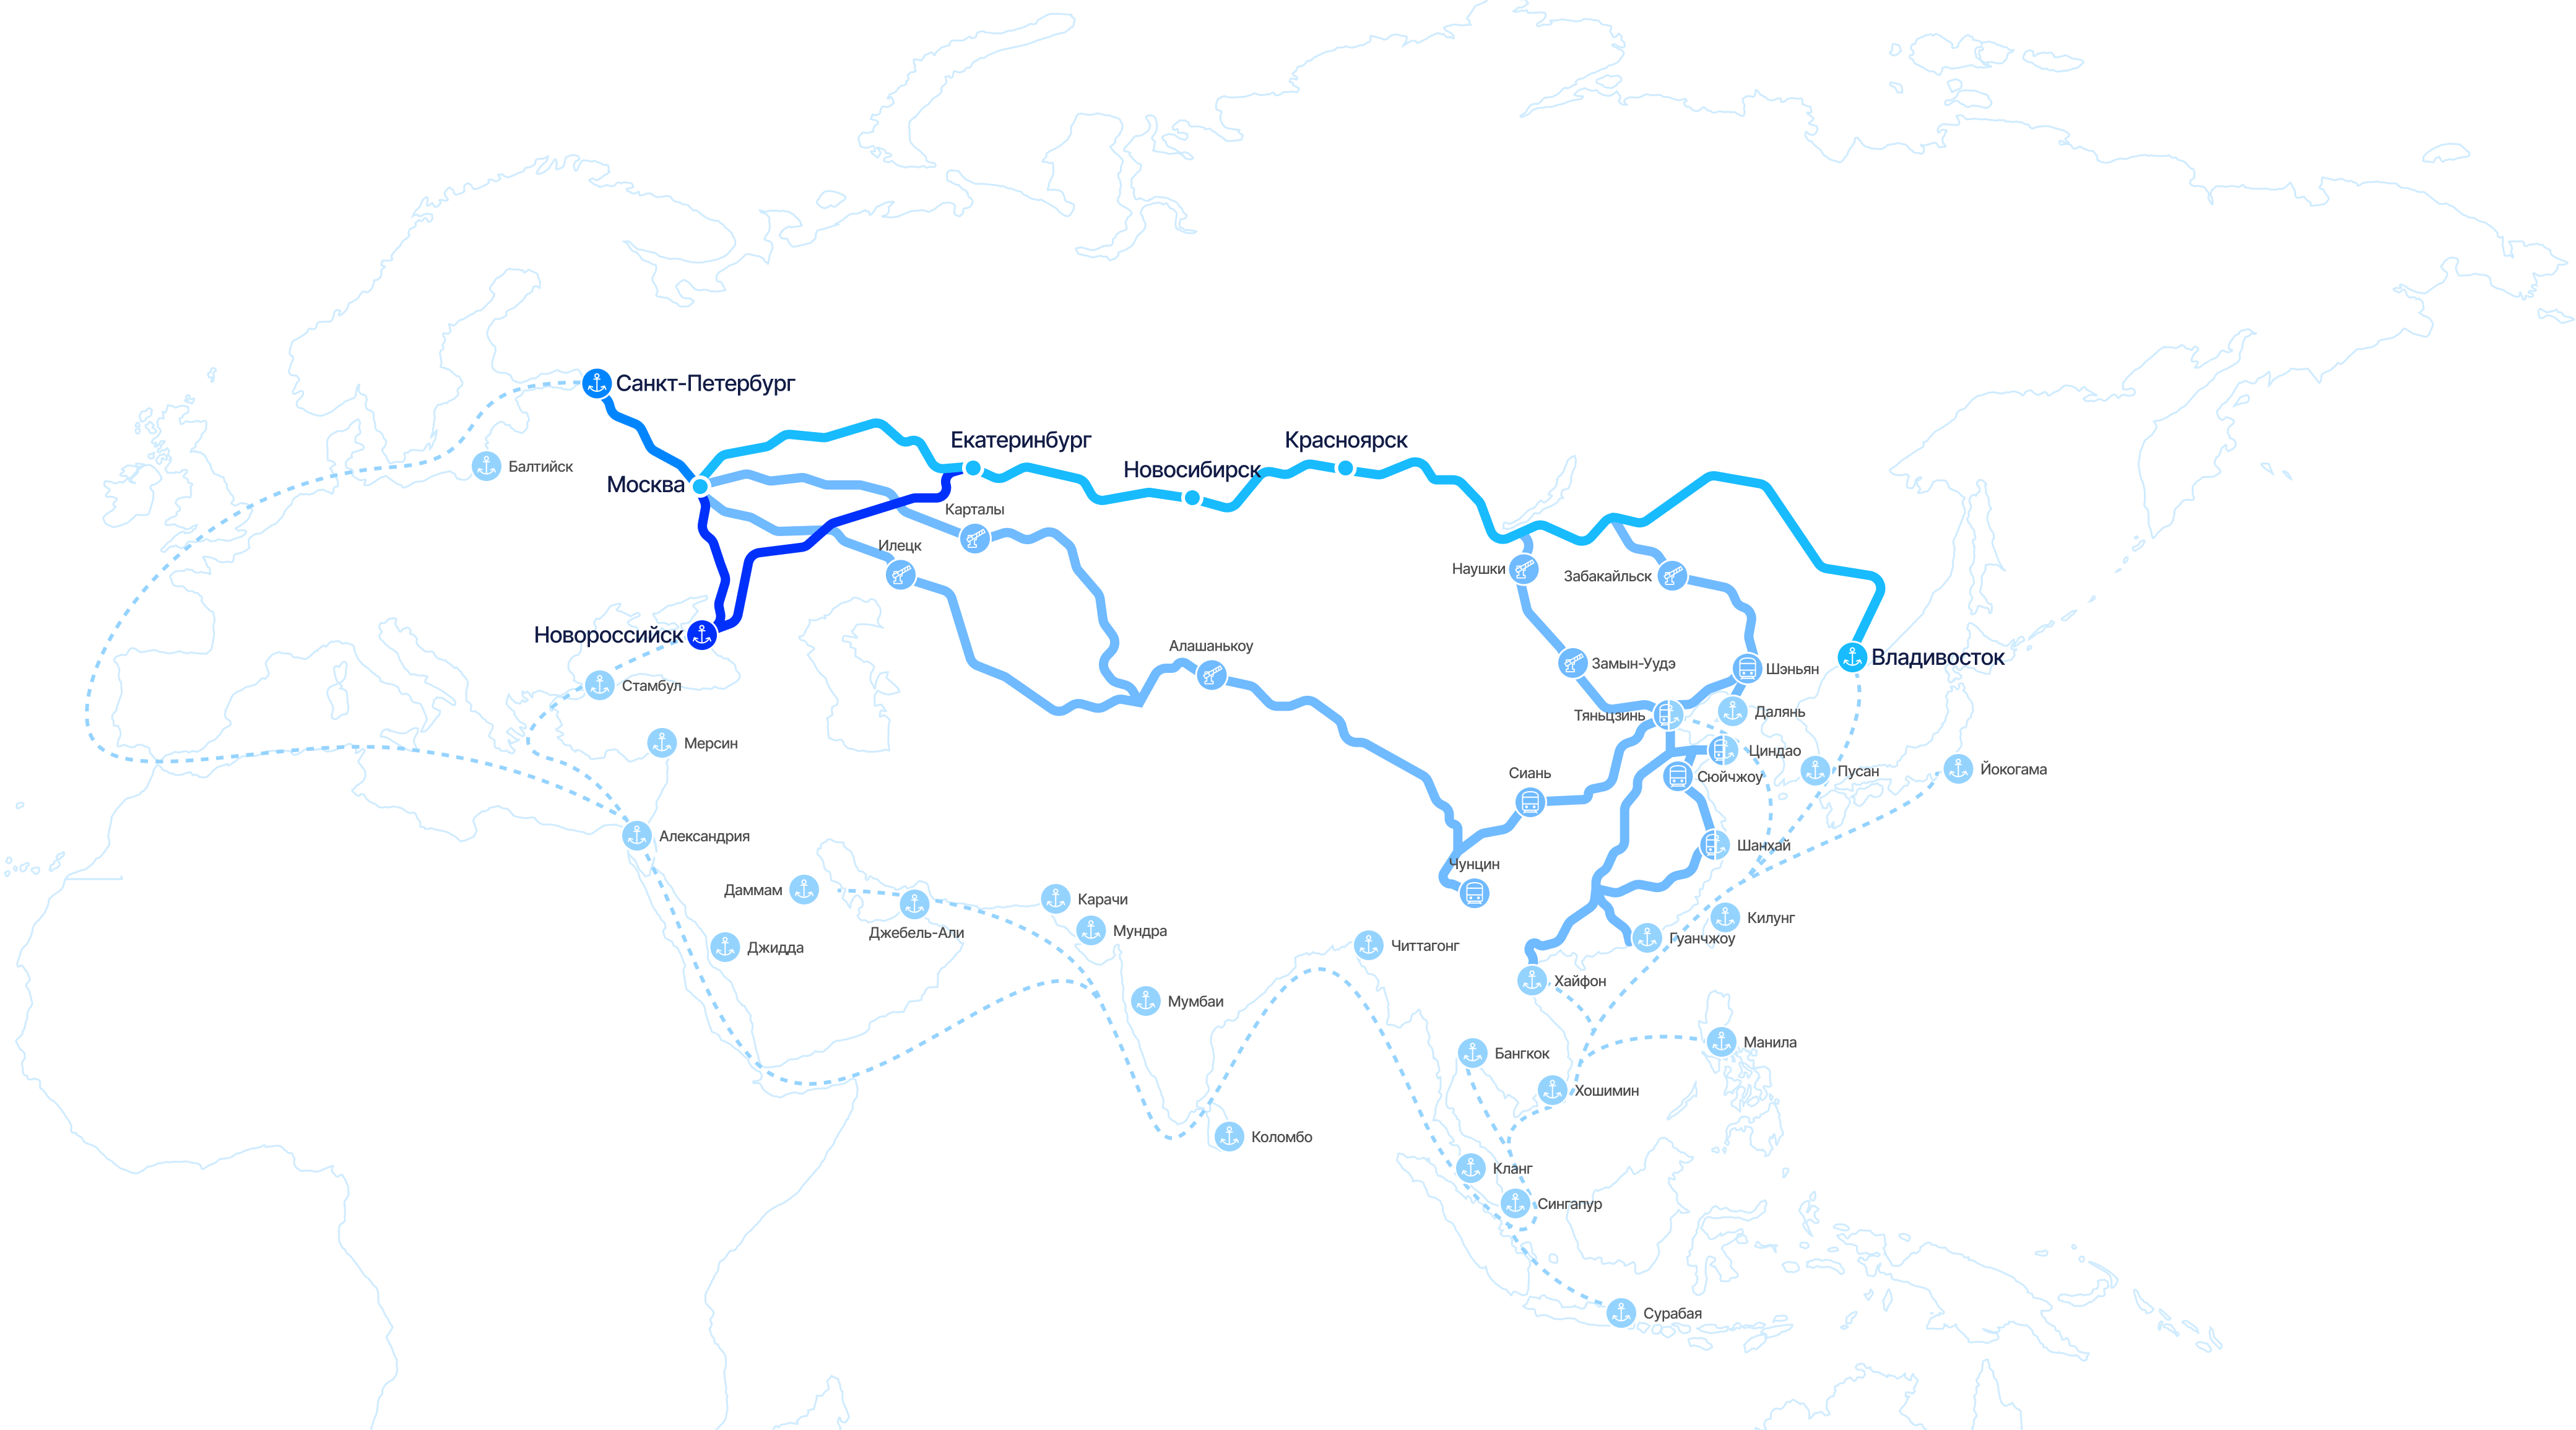 Санкт-Петербург
Екатеринбург
Красноярск
Балтийск
Новосибирск
Москва
Карталы
Илецк
Наушки
Забакайльск
Новороссийск
Алашанькоу
Владивосток
Замын-Уудэ
Шэньян
Стамбул
Далянь
Тяньцзинь
Мерсин
Циндао
Йокогама
Пусан
Сиань
Сюйчжоу
Александрия
Шанхай
Чунцин
Даммам
Карачи
Килунг
Мундра
Джебель-Али
Гуанчжоу
Читтагонг
Джидда
Хайфон
Мумбаи
Манила
Бангкок
Хошимин
Коломбо
Кланг
Сингапур
Сурабая